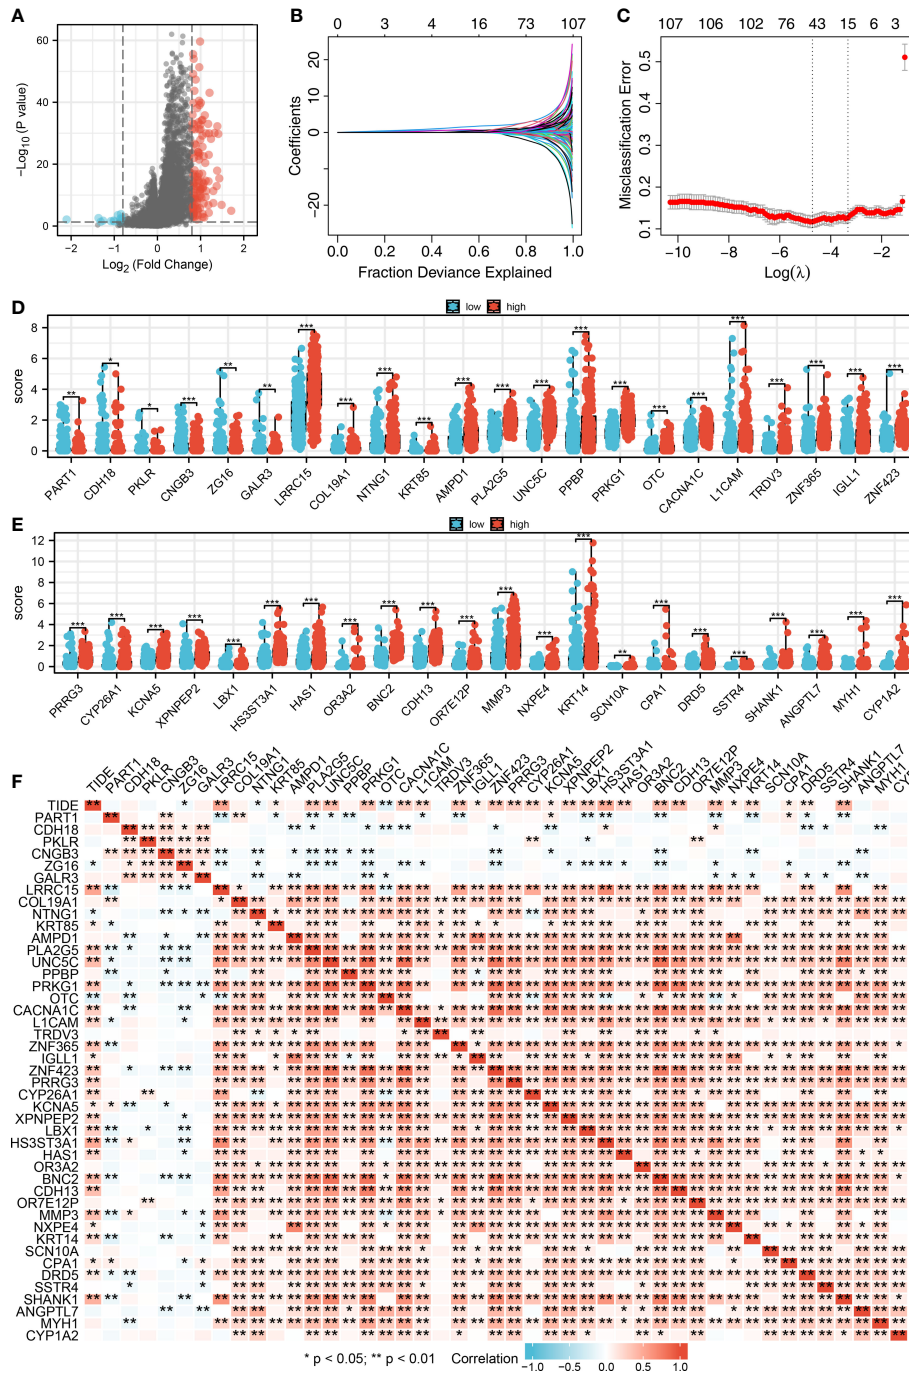 A
60
40
20
0
−Log10 (P value)
−2
−1
0
1
2
Log2 (Fold Change)
B
0 3 4 16 73 107
20
10
0
−20
Coefficients
0.0 0.2 0.4 0.6 0.8 1.0
Fraction Deviance Explained
C
107 106 102 76 43 15 6 3
0.5
0.4
0.3
0.2
0.1
Misclassification Error
−10 −8 −6 −4 −2
Log(λ)
D
low high
8
6
4
2
0
score
** * * *** ** ** *** *** *** *** *** *** *** *** *** ** *** *** *** *** *** ***
PART1 CDH18 PKLR CNGB3 ZG16 GALR3 LRRC15 COL19A1 NTNG1 KRT85 AMPD1 PLA2G5 UNC5C PPBP PRKG1 OTC CACNA1C L1CAM TRDV3 ZNF365 IGLL1 ZNF423
E
low high
12
10
8
6
4
2
0
score
*** *** *** *** *** *** *** *** *** *** *** *** *** *** ** *** *** *** *** *** *** ***
PRRG3 CYP26A1 KCNA5 XPNPEP2 LBX1 HS3ST3A1 HAS1 OR3A2 BNC2 CDH13 OR7E12P MMP3 NXPE4 KRT14 SCN10A CPA1 DRD5 SSTR4 SHANK1 ANGPTL7 MYH1 CYP1A2
F
TIDE PART1 CDH18 PKLR CNGB3 ZG16 GALR3 LRRC15 COL19A1 NTNG1 KRT85 AMPD1 PLA2G5 UNC5C PPBP PRKG1 OTC CACNA1C L1CAM TRDV3 ZNF365 IGLL1 ZNF423 PRRG3 CYP26A1 KCNA5 XPNPEP2 LBX1 HS3ST3A1 HAS1 OR3A2 BNC2 CDH13 OR7E12P MMP3 NXPE4 KRT14 SCN10A CPA1 DRD5 SSTR4 SHANK1 ANGPTL7 MYH1 CY
TIDE
PART1
CDH18
PKLR
CNGB3
ZG16
GALR3
LRRC15
COL19A1
NTNG1
KRT85
AMPD1
PLA2G5
UNC5C
PPBP
PRKG1
OTC
CACNA1C
L1CAM
TRDV3
ZNF365
IGLL1
ZNF423
PRRG3
CYP26A1
KCNA5
XPNPEP2
LBX1
HS3ST3A1
HAS1
OR3A2
BNC2
CDH13
OR7E12P
MMP3
NXPE4
KRT14
SCN10A
CPA1
DRD5
SSTR4
SHANK1
ANGPTL7
MYH1
CYP1A2
* p < 0.05; ** p < 0.01 Correlation
−1.0 −0.5 0.0 0.5 1.0